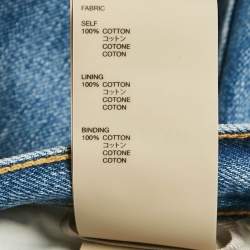 FABRIC
SELF
100% COTTON
コットン
COTONE
COTON
LINING
100% COTTON
コットン
COTONE
COTON
BINDING
100% COTTON
コットン
COTONE
COTON